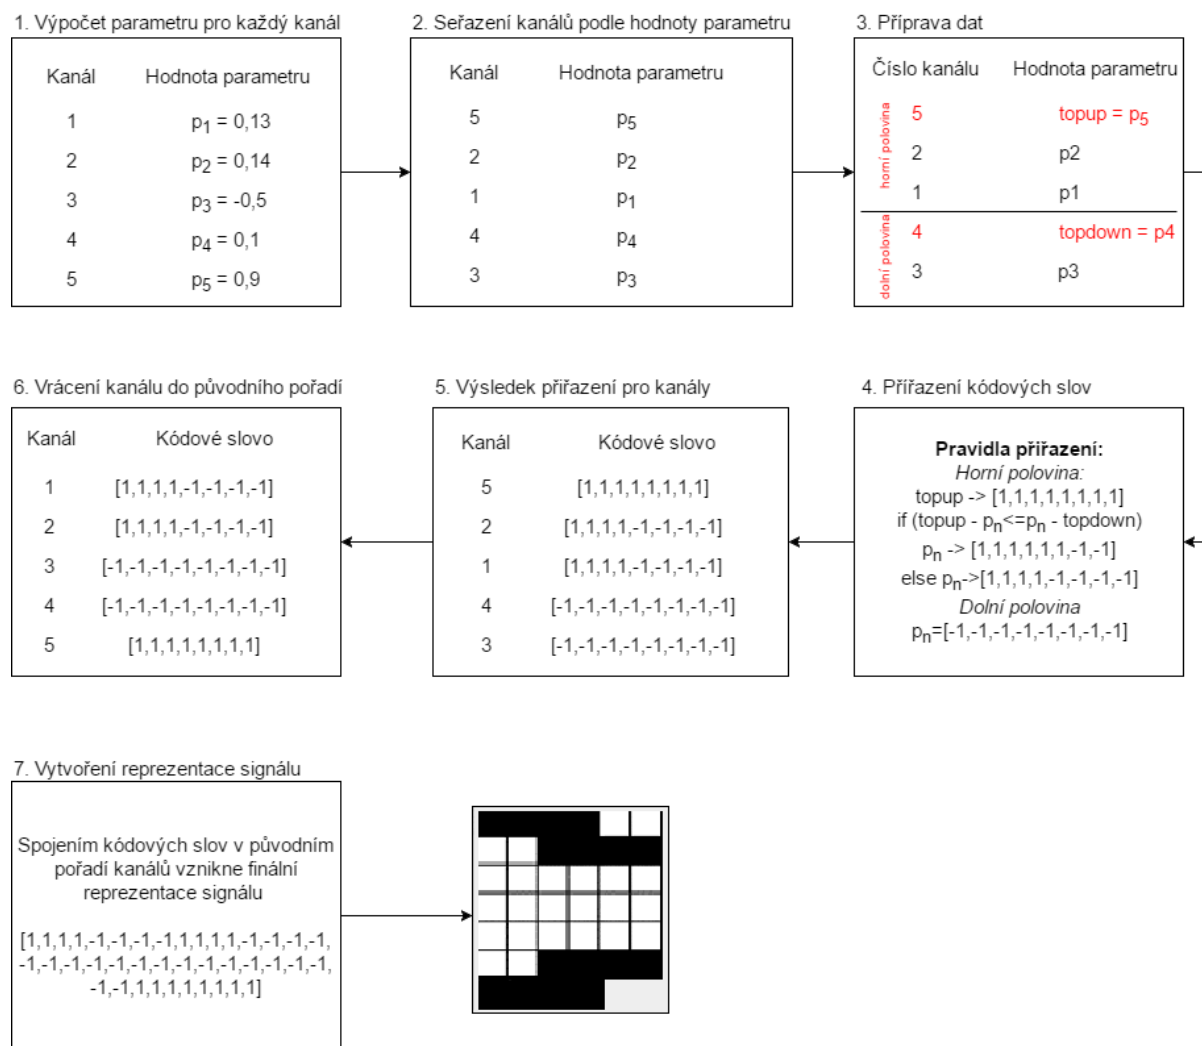 1. Výpočet parametru pro každý kanál
Kanál Hodnota parametru
1 p1 = 0,13
2 p2 = 0,14
3 p3 = -0,5
4 p4 = 0,1
5 p5 = 0,9
2. Seřazení kanálů podle hodnoty parametru
Kanál Hodnota parametru
5 p5
2 p2
1 p1
4 p4
3 p3
3. Příprava dat
Číslo kanálu Hodnota parametru
horní polovina
5 topup = p5
2 p2
1 p1
dolní polovina
4 topdown = p4
3 p3
4. Přířazení kódových slov
Pravidla přiřazení:
Horní polovina:
topup -> [1,1,1,1,1,1,1,1]
if (topup - pn<=pn - topdown)
pn -> [1,1,1,1,1,1,-1,-1]
else pn->[1,1,1,1,-1,-1,-1,-1]
Dolní polovina
pn=[-1,-1,-1,-1,-1,-1,-1,-1]
5. Výsledek přiřazení pro kanály
Kanál Kódové slovo
5 [1,1,1,1,1,1,1,1]
2 [1,1,1,1,-1,-1,-1,-1]
1 [1,1,1,1,-1,-1,-1,-1]
4 [-1,-1,-1,-1,-1,-1,-1,-1]
3 [-1,-1,-1,-1,-1,-1,-1,-1]
6. Vrácení kanálu do původního pořadí
Kanál Kódové slovo
1 [1,1,1,1,-1,-1,-1,-1]
2 [1,1,1,1,-1,-1,-1,-1]
3 [-1,-1,-1,-1,-1,-1,-1,-1]
4 [-1,-1,-1,-1,-1,-1,-1,-1]
5 [1,1,1,1,1,1,1,1]
7. Vytvoření reprezentace signálu
Spojením kódových slov v původním
pořadí kanálů vznikne finální
reprezentace signálu
[1,1,1,1,-1,-1,-1,-1,1,1,1,1,-1,-1,-1,-1,
-1,-1,-1,-1,-1,-1,-1,-1,-1,-1,-1,-1,-1,-1,
-1,-1,1,1,1,1,1,1,1,1]